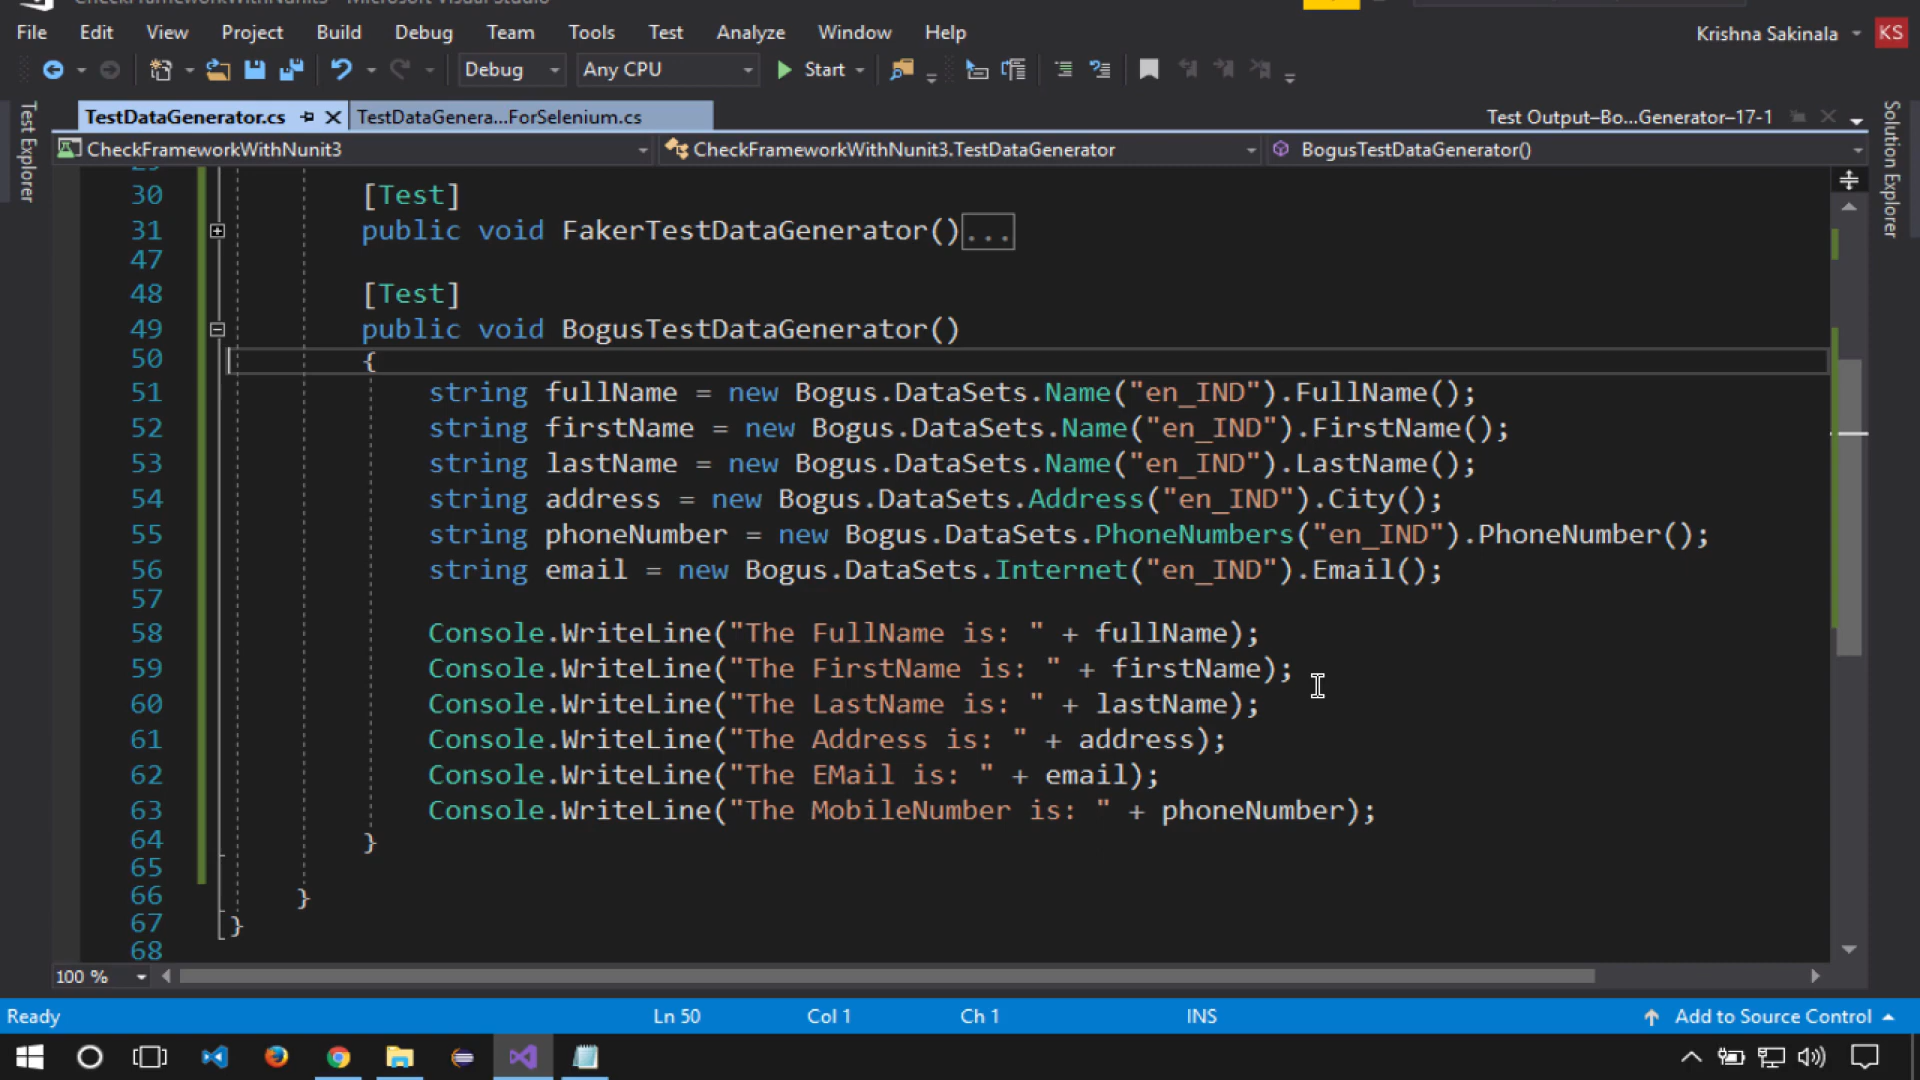 CheckFrameworkWithNunit3 - Microsoft Visual Studio
File Edit View Project Build Debug Team Tools Test Analyze Window Help
Krishna Sakinala KS
Debug Any CPU Start
TestDataGenerator.cs TestDataGenera...ForSelenium.cs Test Output–Bo...Generator–17-1
CheckFrameworkWithNunit3 CheckFrameworkWithNunit3.TestDataGenerator BogusTestDataGenerator()
Test Explorer
Solution Explorer
29
30 [Test]
31 public void FakerTestDataGenerator()...
47
48 [Test]
49 public void BogusTestDataGenerator()
50 {
51 string fullName = new Bogus.DataSets.Name("en_IND").FullName();
52 string firstName = new Bogus.DataSets.Name("en_IND").FirstName();
53 string lastName = new Bogus.DataSets.Name("en_IND").LastName();
54 string address = new Bogus.DataSets.Address("en_IND").City();
55 string phoneNumber = new Bogus.DataSets.PhoneNumbers("en_IND").PhoneNumber();
56 string email = new Bogus.DataSets.Internet("en_IND").Email();
57
58 Console.WriteLine("The FullName is: " + fullName);
59 Console.WriteLine("The FirstName is: " + firstName);
60 Console.WriteLine("The LastName is: " + lastName);
61 Console.WriteLine("The Address is: " + address);
62 Console.WriteLine("The EMail is: " + email);
63 Console.WriteLine("The MobileNumber is: " + phoneNumber);
64 }
65
66 }
67 }
68
100 %
Ready Ln 50 Col 1 Ch 1 INS Add to Source Control